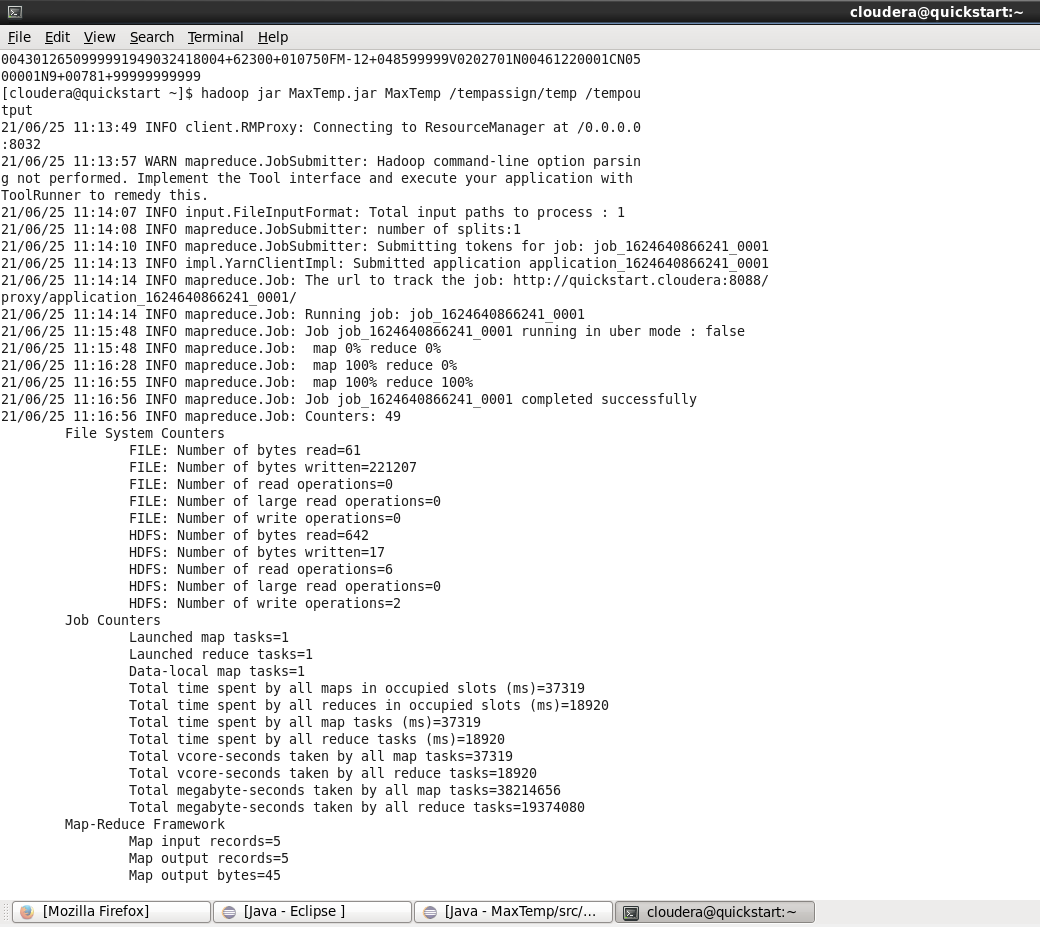 cloudera@quickstart:~
File Edit View Search Terminal Help
0043012650999991949032418004+62300+010750FM-12+048599999V0202701N00461220001CN05
00001N9+00781+99999999999
[cloudera@quickstart ~]$ hadoop jar MaxTemp.jar MaxTemp /tempassign/temp /tempou
tput
21/06/25 11:13:49 INFO client.RMProxy: Connecting to ResourceManager at /0.0.0.0
:8032
21/06/25 11:13:57 WARN mapreduce.JobSubmitter: Hadoop command-line option parsin
g not performed. Implement the Tool interface and execute your application with
ToolRunner to remedy this.
21/06/25 11:14:07 INFO input.FileInputFormat: Total input paths to process : 1
21/06/25 11:14:08 INFO mapreduce.JobSubmitter: number of splits:1
21/06/25 11:14:10 INFO mapreduce.JobSubmitter: Submitting tokens for job: job_1624640866241_0001
21/06/25 11:14:13 INFO impl.YarnClientImpl: Submitted application application_1624640866241_0001
21/06/25 11:14:14 INFO mapreduce.Job: The url to track the job: http://quickstart.cloudera:8088/
proxy/application_1624640866241_0001/
21/06/25 11:14:14 INFO mapreduce.Job: Running job: job_1624640866241_0001
21/06/25 11:15:48 INFO mapreduce.Job: Job job_1624640866241_0001 running in uber mode : false
21/06/25 11:15:48 INFO mapreduce.Job:  map 0% reduce 0%
21/06/25 11:16:28 INFO mapreduce.Job:  map 100% reduce 0%
21/06/25 11:16:55 INFO mapreduce.Job:  map 100% reduce 100%
21/06/25 11:16:56 INFO mapreduce.Job: Job job_1624640866241_0001 completed successfully
21/06/25 11:16:56 INFO mapreduce.Job: Counters: 49
File System Counters
FILE: Number of bytes read=61
FILE: Number of bytes written=221207
FILE: Number of read operations=0
FILE: Number of large read operations=0
FILE: Number of write operations=0
HDFS: Number of bytes read=642
HDFS: Number of bytes written=17
HDFS: Number of read operations=6
HDFS: Number of large read operations=0
HDFS: Number of write operations=2
Job Counters
Launched map tasks=1
Launched reduce tasks=1
Data-local map tasks=1
Total time spent by all maps in occupied slots (ms)=37319
Total time spent by all reduces in occupied slots (ms)=18920
Total time spent by all map tasks (ms)=37319
Total time spent by all reduce tasks (ms)=18920
Total vcore-seconds taken by all map tasks=37319
Total vcore-seconds taken by all reduce tasks=18920
Total megabyte-seconds taken by all map tasks=38214656
Total megabyte-seconds taken by all reduce tasks=19374080
Map-Reduce Framework
Map input records=5
Map output records=5
Map output bytes=45
[Mozilla Firefox] [Java - Eclipse ] [Java - MaxTemp/src/... cloudera@quickstart:~